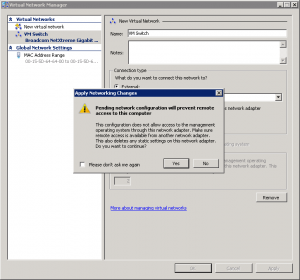 Virtual Network Manager
Virtual Networks
New virtual network
VM Switch
Broadcom NetXtreme Gigabit ...
Global Network Settings
MAC Address Range
00-15-5D-64-64-00 to 00-15-5D-6...
New Virtual Network
Name:
VM Switch
Notes:
Connection type
What do you want to connect this network to?
External:
Apply Networking Changes
Pending network configuration will prevent remote
access to this computer
This configuration does not allow access to the management
operating system through this network adapter. Make sure
remote access is available from another network adapter.
This also deletes any static settings on this network adapter.
Do you want to continue?
Please don't ask me again
Yes
No
network adapter
management operating
this network. This
Remove
More about managing virtual networks
OK
Cancel
Apply